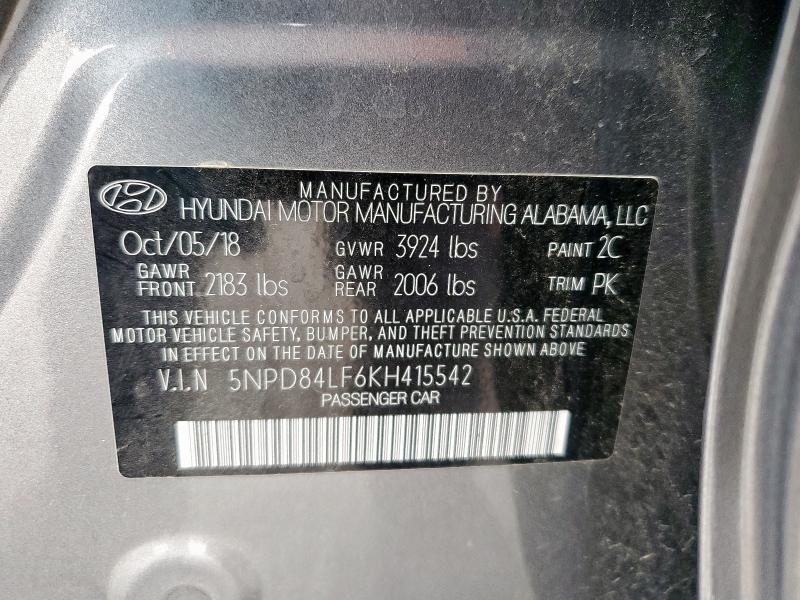 MANUFACTURED BY
HYUNDAI MOTOR MANUFACTURING ALABAMA, LLC
Oct/05/18 GVWR 3924 lbs PAINT 2C
GAWR FRONT 2183 lbs GAWR REAR 2006 lbs TRIM PK
THIS VEHICLE CONFORMS TO ALL APPLICABLE U.S.A. FEDERAL
MOTOR VEHICLE SAFETY, BUMPER, AND THEFT PREVENTION STANDARDS
IN EFFECT ON THE DATE OF MANUFACTURE SHOWN ABOVE
V.I.N 5NPD84LF6KH415542
PASSENGER CAR